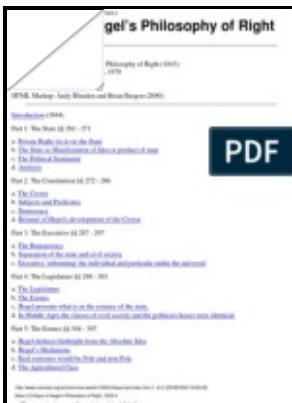 gel's Philosophy of Right
Philosophy of Right (1843)
1970
HTML Markup: Andy Blunden and Brian Baggins (2000)
Introduction (1844)
Part 1: The State §§ 261 - 271
a. Private Right vis-à-vis the State
b. The State as Manifestation of Idea or product of man
c. The Political Sentiment
d. Analysis
Part 2. The Constitution §§ 272 - 286
a. The Crown
b. Subjects and Predicates
c. Democracy
d. Résumé of Hegel's development of the Crown
Part 3. The Executive §§ 287 - 297
a. The Bureaucracy
b. Separation of the state and civil society
c. Executive 'subsuming' the individual and particular under the universal
Part 4: The Legislature §§ 298 - 303
a. The Legislature
b. The Estates
c. Hegel presents what is as the essence of the state.
d. In Middle Ages the classes of civil society and the political classes were identical.
Part 5: The Estates §§ 304 - 307
a. Hegel deduces birthright from the Absolute Idea
b. Hegel's Mediations
c. Real extremes would be Pole and non-Pole
d. The Agricultural Class
PDF